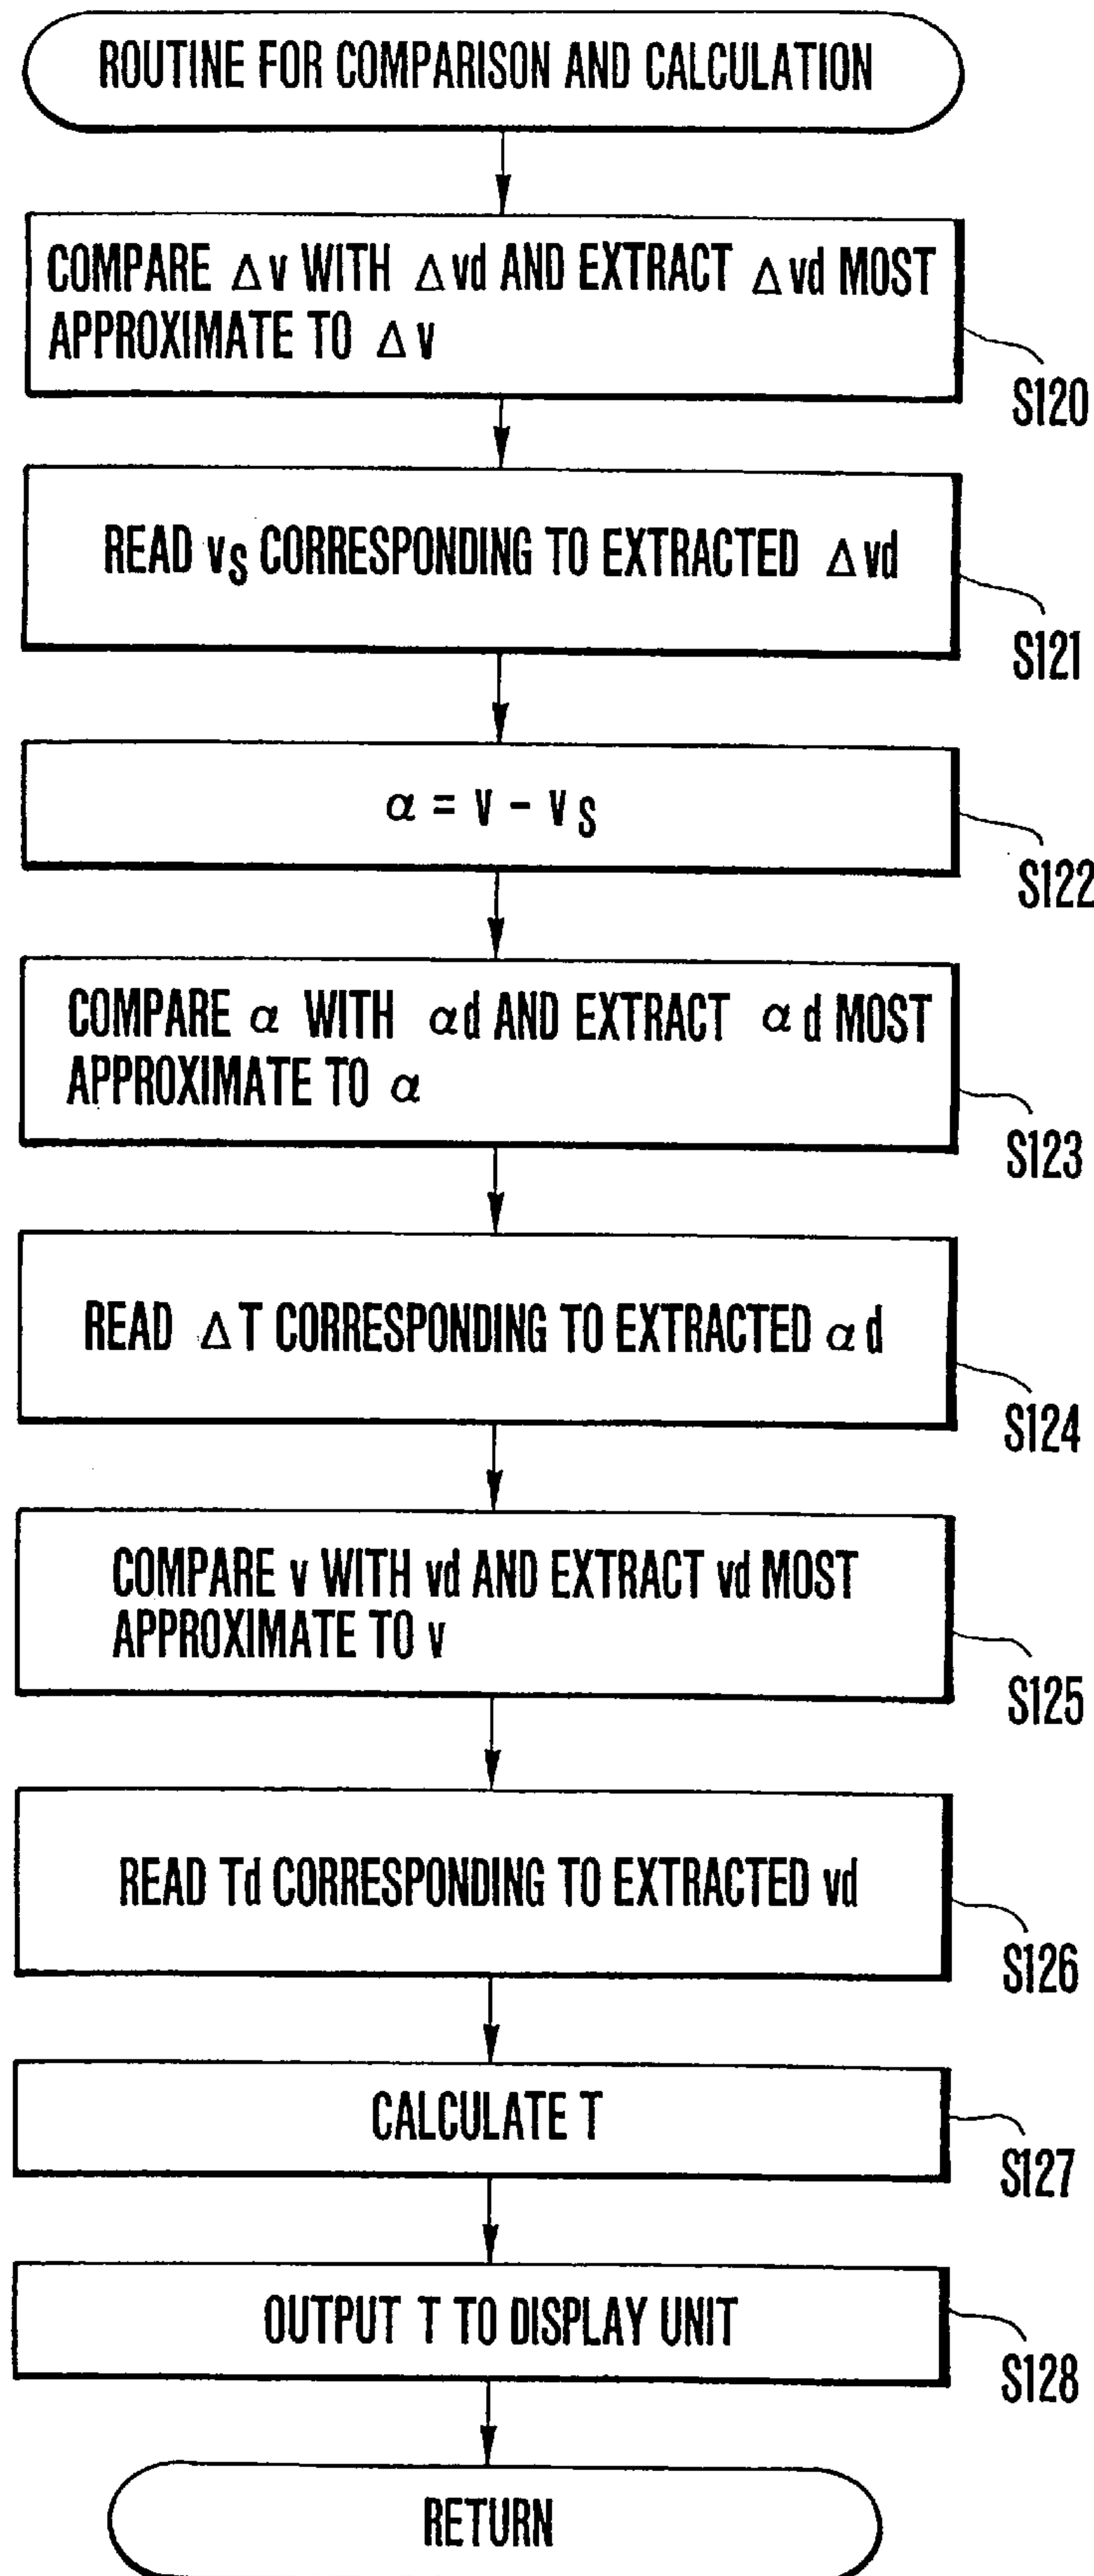 ROUTINE FOR COMPARISON AND CALCULATION
COMPARE Δv WITH Δvd AND EXTRACT Δvd MOST
APPROXIMATE TO Δv
S120
READ vS CORRESPONDING TO EXTRACTED Δvd
S121
α = v - vS
S122
COMPARE α WITH αd AND EXTRACT αd MOST
APPROXIMATE TO α
S123
READ ΔT CORRESPONDING TO EXTRACTED αd
S124
COMPARE v WITH vd AND EXTRACT vd MOST
APPROXIMATE TO v
S125
READ Td CORRESPONDING TO EXTRACTED vd
S126
CALCULATE T
S127
OUTPUT T TO DISPLAY UNIT
S128
RETURN